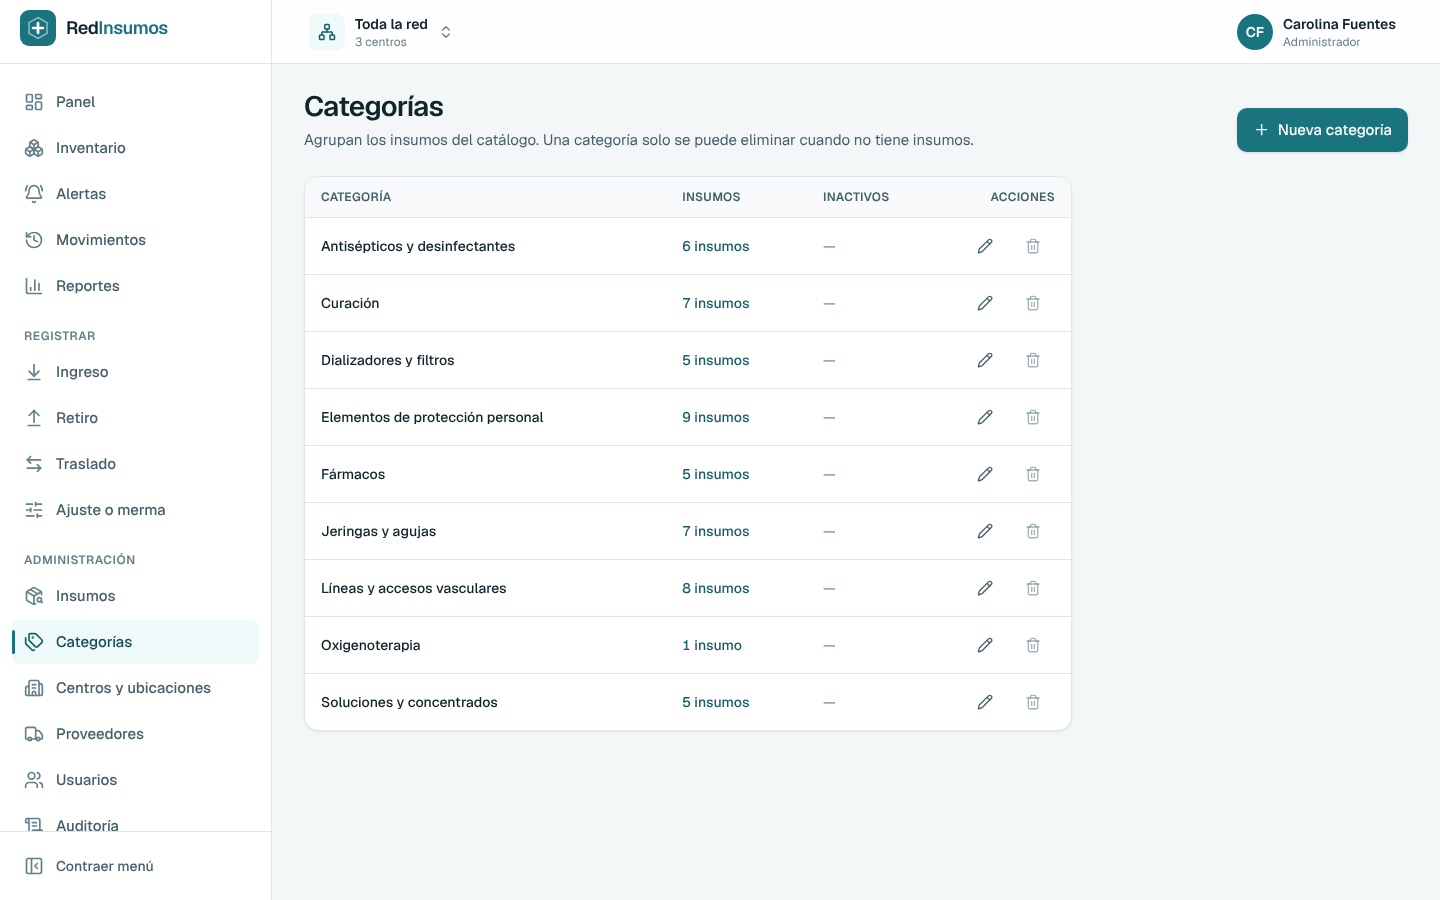 RedInsumos
Toda la red
3 centros
CF
Carolina Fuentes
Administrador
Panel
Inventario
Alertas
Movimientos
Reportes
REGISTRAR
Ingreso
Retiro
Traslado
Ajuste o merma
ADMINISTRACIÓN
Insumos
Categorías
Centros y ubicaciones
Proveedores
Usuarios
Auditoría
Contraer menú
Categorías
Agrupan los insumos del catálogo. Una categoría solo se puede eliminar cuando no tiene insumos.
Nueva categoría
CATEGORÍA INSUMOS INACTIVOS ACCIONES
Antisépticos y desinfectantes 6 insumos —
Curación 7 insumos —
Dializadores y filtros 5 insumos —
Elementos de protección personal 9 insumos —
Fármacos 5 insumos —
Jeringas y agujas 7 insumos —
Líneas y accesos vasculares 8 insumos —
Oxigenoterapia 1 insumo —
Soluciones y concentrados 5 insumos —